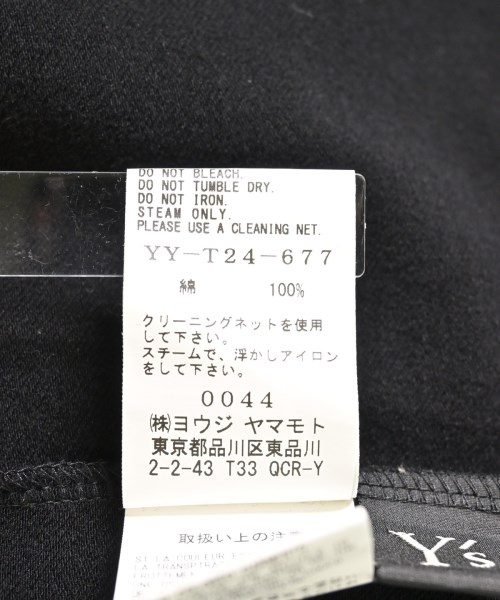 DO NOT BLEACH.
DO NOT TUMBLE DRY.
DO NOT IRON.
STEAM ONLY.
PLEASE USE A CLEANING NET.
YY-T24-677
綿 100%
クリーニングネットを使用
して下さい。
スチームで、浮かしアイロン
をして下さい。
0044
㈱ヨウジ ヤマモト
東京都品川区東品川
2-2-43 T33 QCR-Y
取扱い上の注
Y's